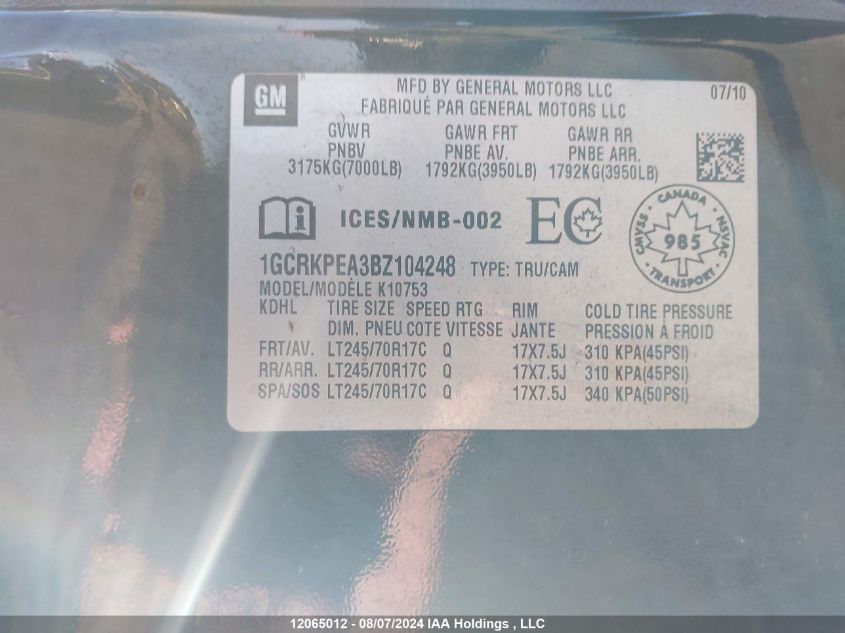 GM
MFD BY GENERAL MOTORS LLC 07/10
FABRIQUÉ PAR GENERAL MOTORS LLC
GVWR GAWR FRT GAWR RR
PNBV PNBE AV. PNBE ARR.
3175KG(7000LB) 1792KG(3950LB) 1792KG(3950LB)
i ICES/NMB-002 EC
CANADA
CMVSS 985 NSVAC
TRANSPORT
1GCRKPEA3BZ104248 TYPE: TRU/CAM
MODEL/MODÈLE K10753
KDHL TIRE SIZE SPEED RTG RIM COLD TIRE PRESSURE
DIM. PNEU COTE VITESSE JANTE PRESSION À FROID
FRT/AV. LT245/70R17C Q 17X7.5J 310 KPA(45PSI)
RR/ARR. LT245/70R17C Q 17X7.5J 310 KPA(45PSI)
SPA/SOS LT245/70R17C Q 17X7.5J 340 KPA(50PSI)
12065012 - 08/07/2024 IAA Holdings , LLC